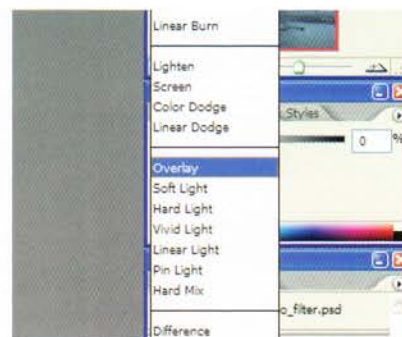 Linear Burn
Lighten
Screen
Color Dodge
Linear Dodge
Styles
0 %
Overlay
Soft Light
Hard Light
Vivid Light
Linear Light
Pin Light
Hard Mix
o_filter.psd
Difference